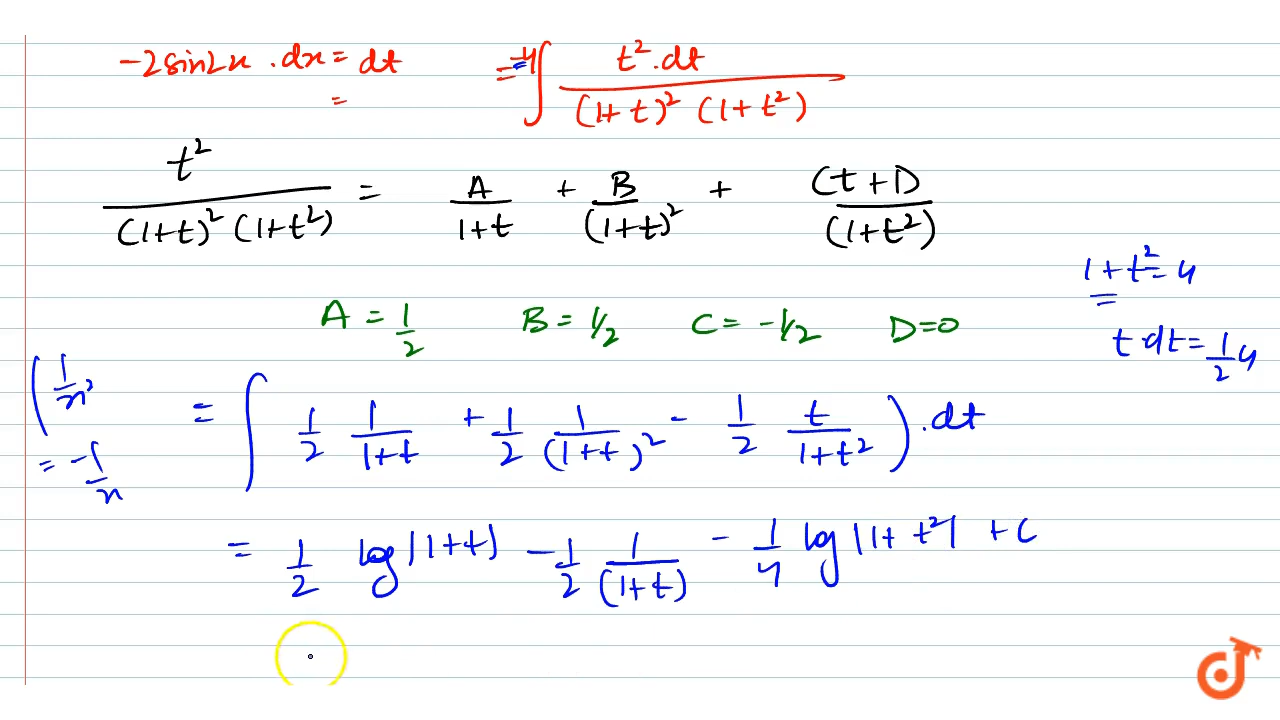 -2sin2x . dx = dt = -4∫ t². dt / (1+t)² (1+t²)
=
t² / (1+t)² (1+t²) = A / 1+t + B / (1+t)² + Ct + D / (1+t²)
1 + t² = y
=
A = 1/2 B = 1/2 C = -1/2 D = 0
t dt = 1/2 y
(1/x²
= -1/x
= ∫ 1/2 1/1+t + 1/2 1/(1+t)² - 1/2 t/1+t² ) . dt
= 1/2 log |1+t| - 1/2 1/(1+t) - 1/4 log |1+ t²| + C